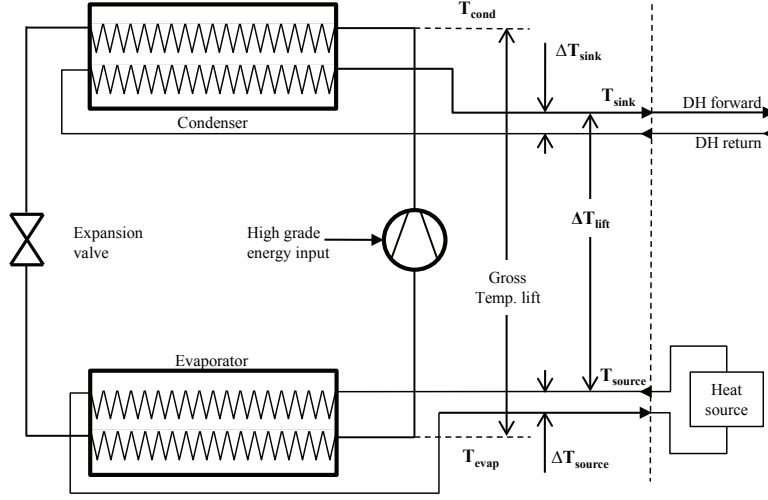 T_cond
ΔT_sink
T_sink
DH forward
Condenser
DH return
Expansion
valve
High grade
energy input
ΔT_lift
Gross
Temp. lift
Evaporator
T_source
Heat
source
T_evap
ΔT_source